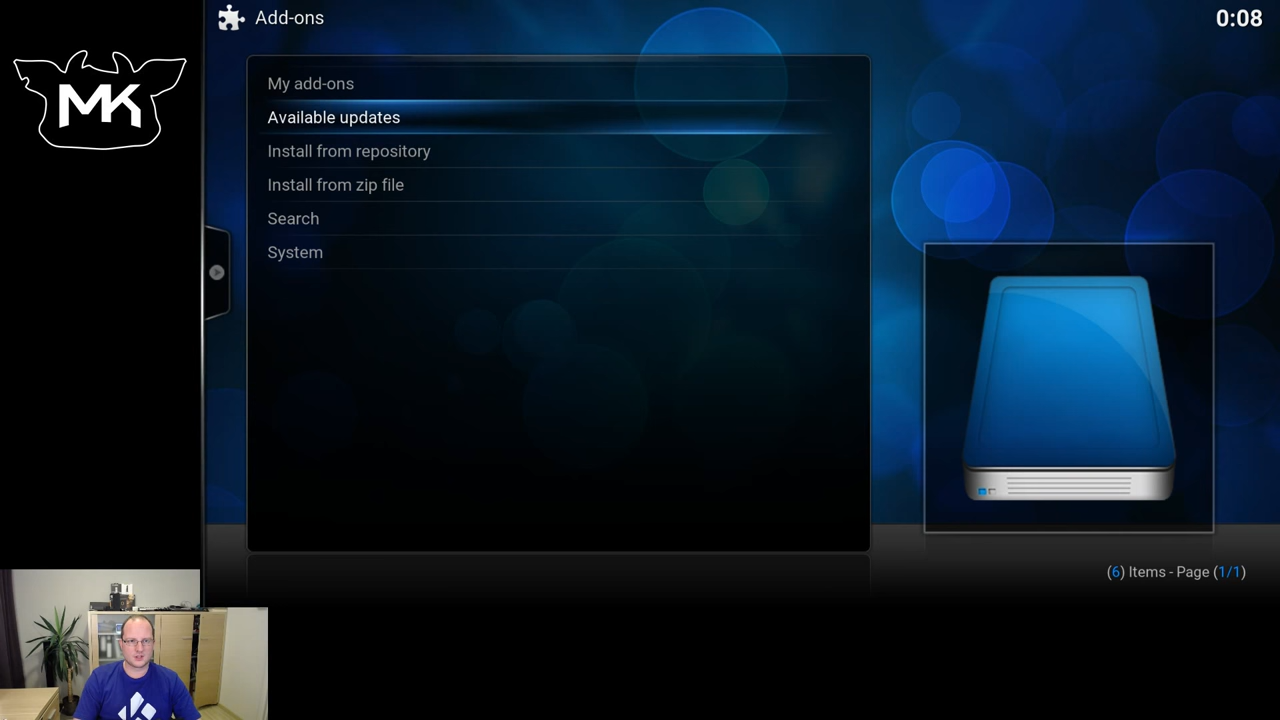 Add-ons
0:08
MK
My add-ons
Available updates
Install from repository
Install from zip file
Search
System
(6) Items - Page (1/1)